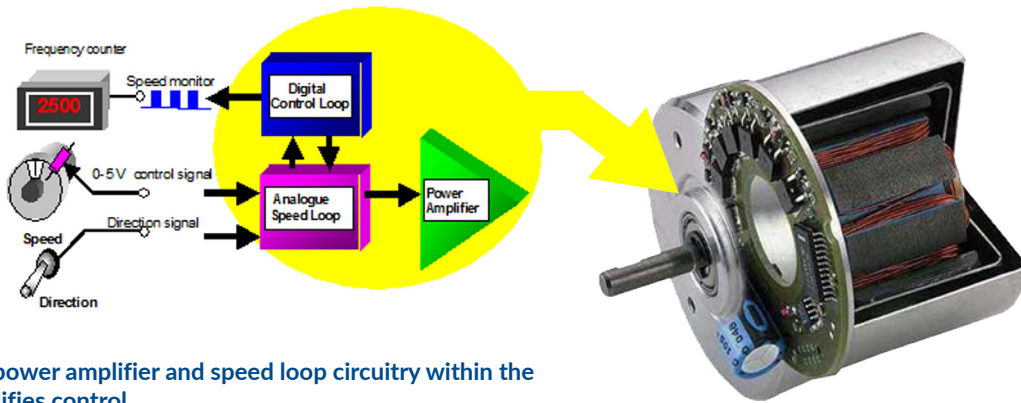 Frequency counter
Speed monitor
2500
Digital
Control Loop
0-5V control signal
Analogue
Speed Loop
Power
Amplifier
Direction signal
Speed
Direction
power amplifier and speed loop circuitry within the
control